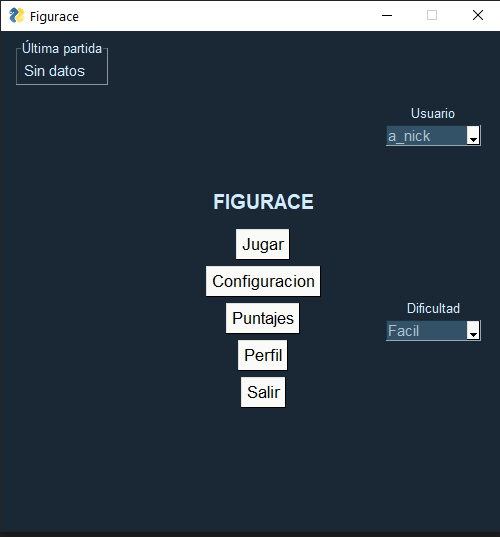 Figurace
Última partida
Sin datos
Usuario
a_nick
FIGURACE
Jugar
Configuracion
Puntajes
Dificultad
Facil
Perfil
Salir